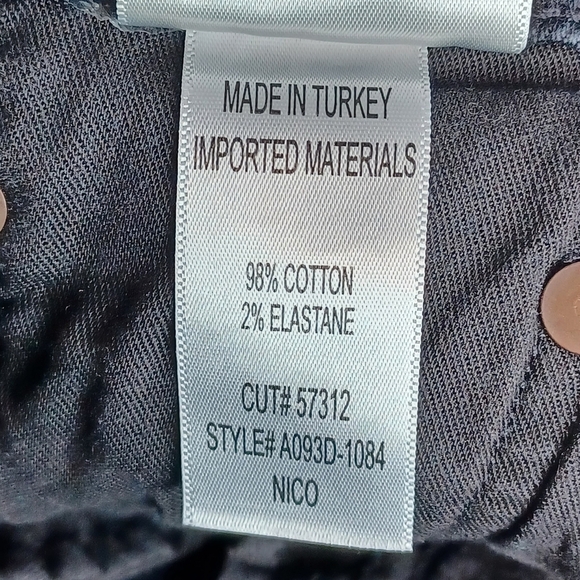 MADE IN TURKEY
IMPORTED MATERIALS
98% COTTON
2% ELASTANE
CUT# 57312
STYLE# A093D-1084
NICO